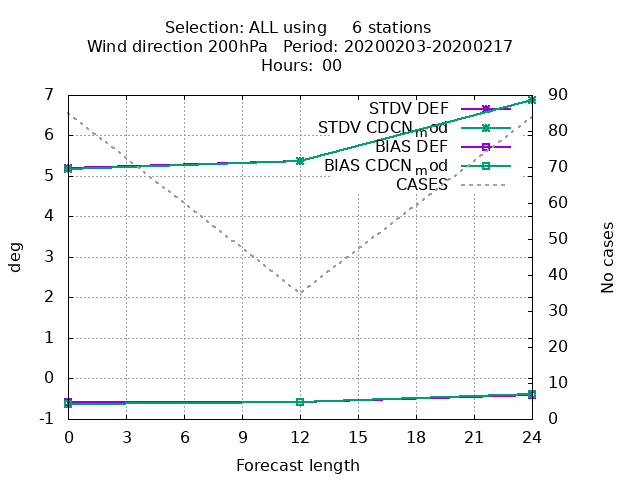 Selection: ALL using     6 stations
Wind direction 200hPa   Period: 20200203-20200217
Hours: 00
7
6
5
4
3
2
1
0
-1
deg
STDV DEF
STDV CDCNmod
BIAS DEF
BIAS CDCNmod
CASES
90
80
70
60
50
40
30
20
10
0
No cases
0 3 6 9 12 15 18 21 24
Forecast length